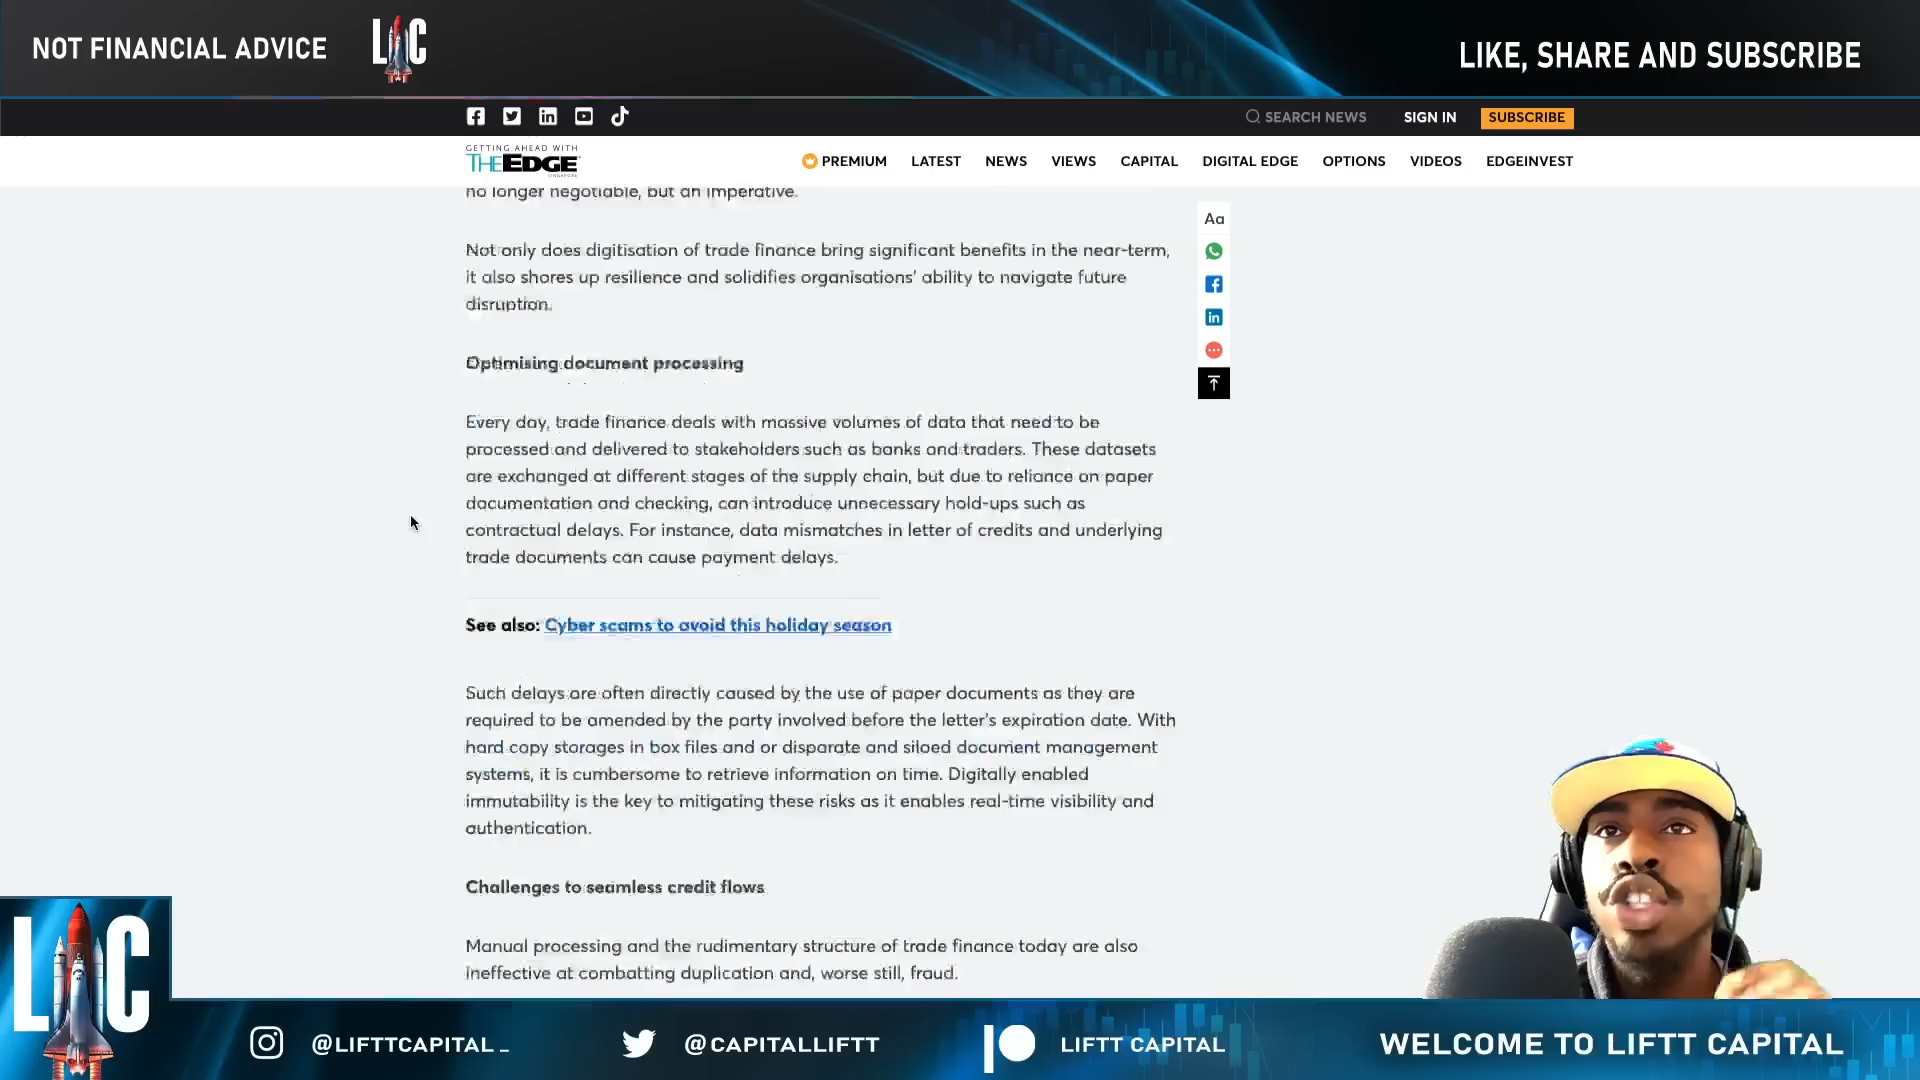 NOT FINANCIAL ADVICE
LC
LIKE, SHARE AND SUBSCRIBE
SEARCH NEWS
SIGN IN
SUBSCRIBE
GETTING AHEAD WITH
THE EDGE
SINGAPORE
PREMIUM
LATEST
NEWS
VIEWS
CAPITAL
DIGITAL EDGE
OPTIONS
VIDEOS
EDGEINVEST
no longer negotiable, but an imperative.
Not only does digitisation of trade finance bring significant benefits in the near-term,
it also shores up resilience and solidifies organisations' ability to navigate future
disruption.
Optimising document processing
Every day, trade finance deals with massive volumes of data that need to be
processed and delivered to stakeholders such as banks and traders. These datasets
are exchanged at different stages of the supply chain, but due to reliance on paper
documentation and checking, can introduce unnecessary hold-ups such as
contractual delays. For instance, data mismatches in letter of credits and underlying
trade documents can cause payment delays.
See also: Cyber scams to avoid this holiday season
Such delays are often directly caused by the use of paper documents as they are
required to be amended by the party involved before the letter's expiration date. With
hard copy storages in box files and or disparate and siloed document management
systems, it is cumbersome to retrieve information on time. Digitally enabled
immutability is the key to mitigating these risks as it enables real-time visibility and
authentication.
Challenges to seamless credit flows
Manual processing and the rudimentary structure of trade finance today are also
ineffective at combatting duplication and, worse still, fraud.
Aa
LC
@LIFTTCAPITAL_
@CAPITALLIFTT
LIFTT CAPITAL
WELCOME TO LIFTT CAPITAL